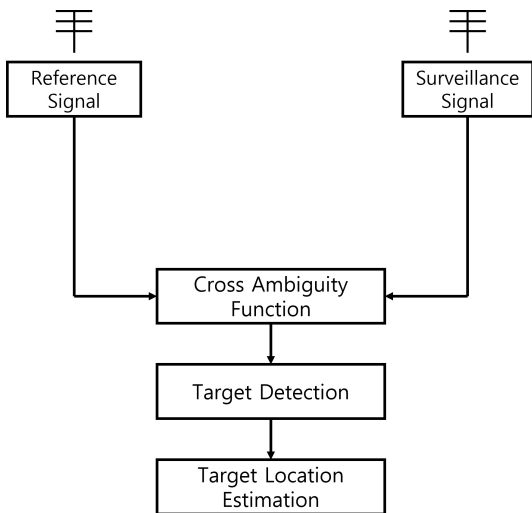 Reference
Signal
Surveillance
Signal
Cross Ambiguity
Function
Target Detection
Target Location
Estimation